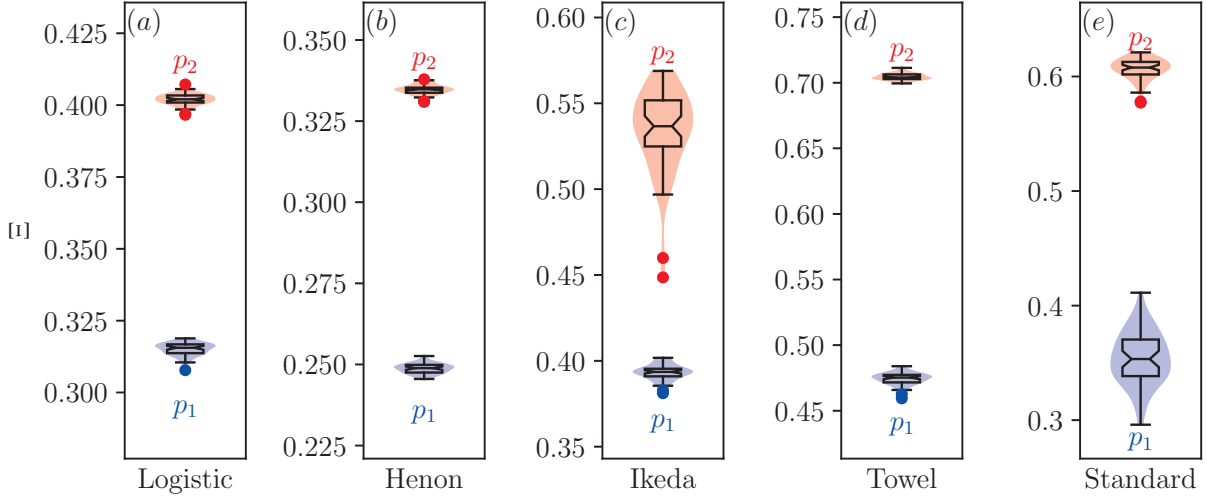 (a)
0.425
0.400
0.375
0.350
0.325
0.300
Ξ
p2
p1
Logistic
(b)
0.350
0.325
0.300
0.275
0.250
0.225
p2
p1
Henon
(c)
0.60
0.55
0.50
0.45
0.40
0.35
p2
p1
Ikeda
(d)
0.75
0.70
0.65
0.60
0.55
0.50
0.45
p2
p1
Towel
(e)
0.6
0.5
0.4
0.3
p2
p1
Standard